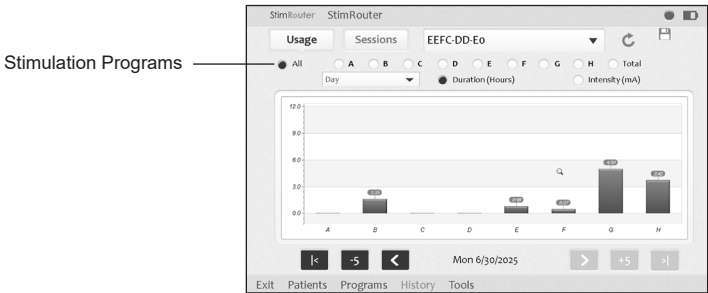 StimRouter StimRouter
Usage Sessions EEFC-DD-E0
Stimulation Programs
All A B C D E F G H Total
Day Duration (Hours) Intensity (mA)
12.0
9.0
6.0
3.0
0.0
A B C D E F G H
|< -5 < Mon 6/30/2025 > +5 >|
Exit Patients Programs History Tools